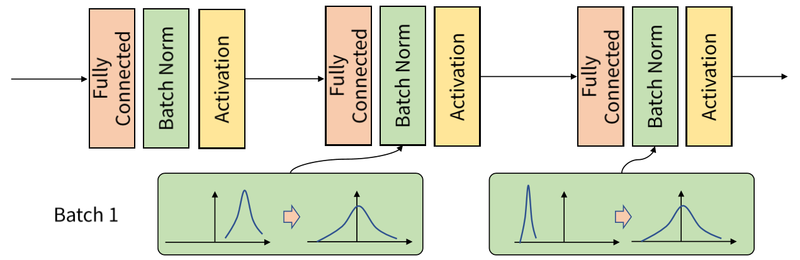 Fully
Connected
Batch Norm
Activation
Fully
Connected
Batch Norm
Activation
Fully
Connected
Batch Norm
Activation
Batch 1